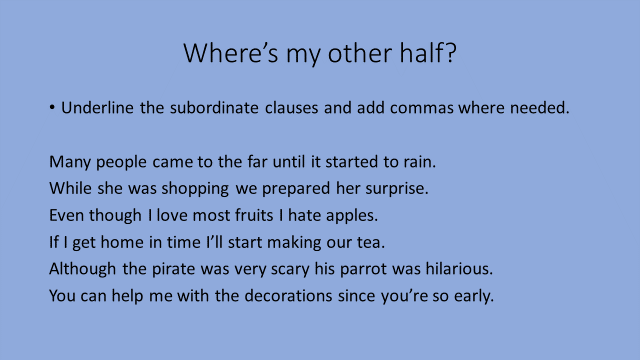 Where’s my other half?
• Underline the subordinate clauses and add commas where needed.
Many people came to the far until it started to rain.
While she was shopping we prepared her surprise.
Even though I love most fruits I hate apples.
If I get home in time I’ll start making our tea.
Although the pirate was very scary his parrot was hilarious.
You can help me with the decorations since you’re so early.